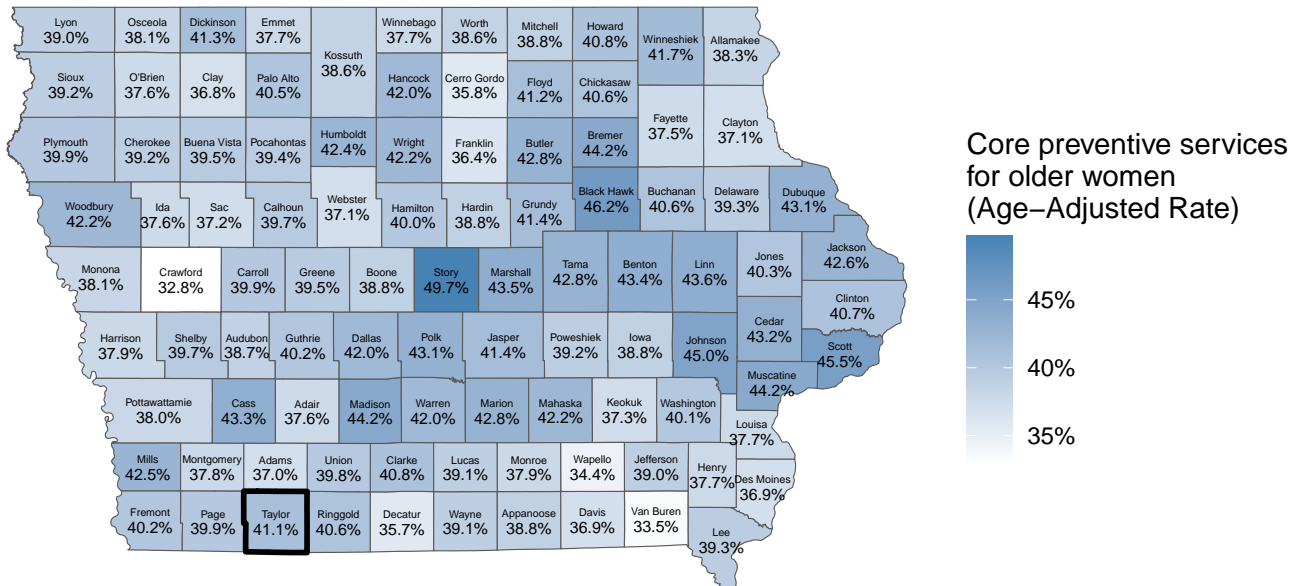 Lyon Osceola Dickinson Emmet Winnebago Worth Mitchell Howard Winneshiek Allamakee
39.0% 38.1% 41.3% 37.7% 37.7% 38.6% 38.8% 40.8% 41.7% 38.3%
Kossuth
38.6%
Sioux O'Brien Clay Palo Alto Hancock Cerro Gordo Floyd Chickasaw
39.2% 37.6% 36.8% 40.5% 42.0% 35.8% 41.2% 40.6%
Fayette Clayton
37.5% 37.1%
Plymouth Cherokee Buena Vista Pocahontas Humboldt Wright Franklin Butler Bremer
39.9% 39.2% 39.5% 39.4% 42.4% 42.2% 36.4% 42.8% 44.2%
Woodbury Ida Sac Calhoun Webster Hamilton Hardin Grundy Black Hawk Buchanan Delaware Dubuque
42.2% 37.6% 37.2% 39.7% 37.1% 40.0% 38.8% 41.4% 46.2% 40.6% 39.3% 43.1%
Monona Crawford Carroll Greene Boone Story Marshall Tama Benton Linn Jones Jackson
38.1% 32.8% 39.9% 39.5% 38.8% 49.7% 43.5% 42.8% 43.4% 43.6% 40.3% 42.6%
Clinton
40.7%
Harrison Shelby Audubon Guthrie Dallas Polk Jasper Poweshiek Iowa Johnson Cedar Scott
37.9% 39.7% 38.7% 40.2% 42.0% 43.1% 41.4% 39.2% 38.8% 45.0% 43.2% 45.5%
Muscatine
44.2%
Pottawattamie Cass Adair Madison Warren Marion Mahaska Keokuk Washington
38.0% 43.3% 37.6% 44.2% 42.0% 42.8% 42.2% 37.3% 40.1%
Louisa
37.7%
Mills Montgomery Adams Union Clarke Lucas Monroe Wapello Jefferson Henry Des Moines
42.5% 37.8% 37.0% 39.8% 40.8% 39.1% 37.9% 34.4% 39.0% 37.7% 36.9%
Fremont Page Taylor Ringgold Decatur Wayne Appanoose Davis Van Buren
40.2% 39.9% 41.1% 40.6% 35.7% 39.1% 38.8% 36.9% 33.5%
Lee
39.3%
Core preventive services
for older women
(Age−Adjusted Rate)
45%
40%
35%